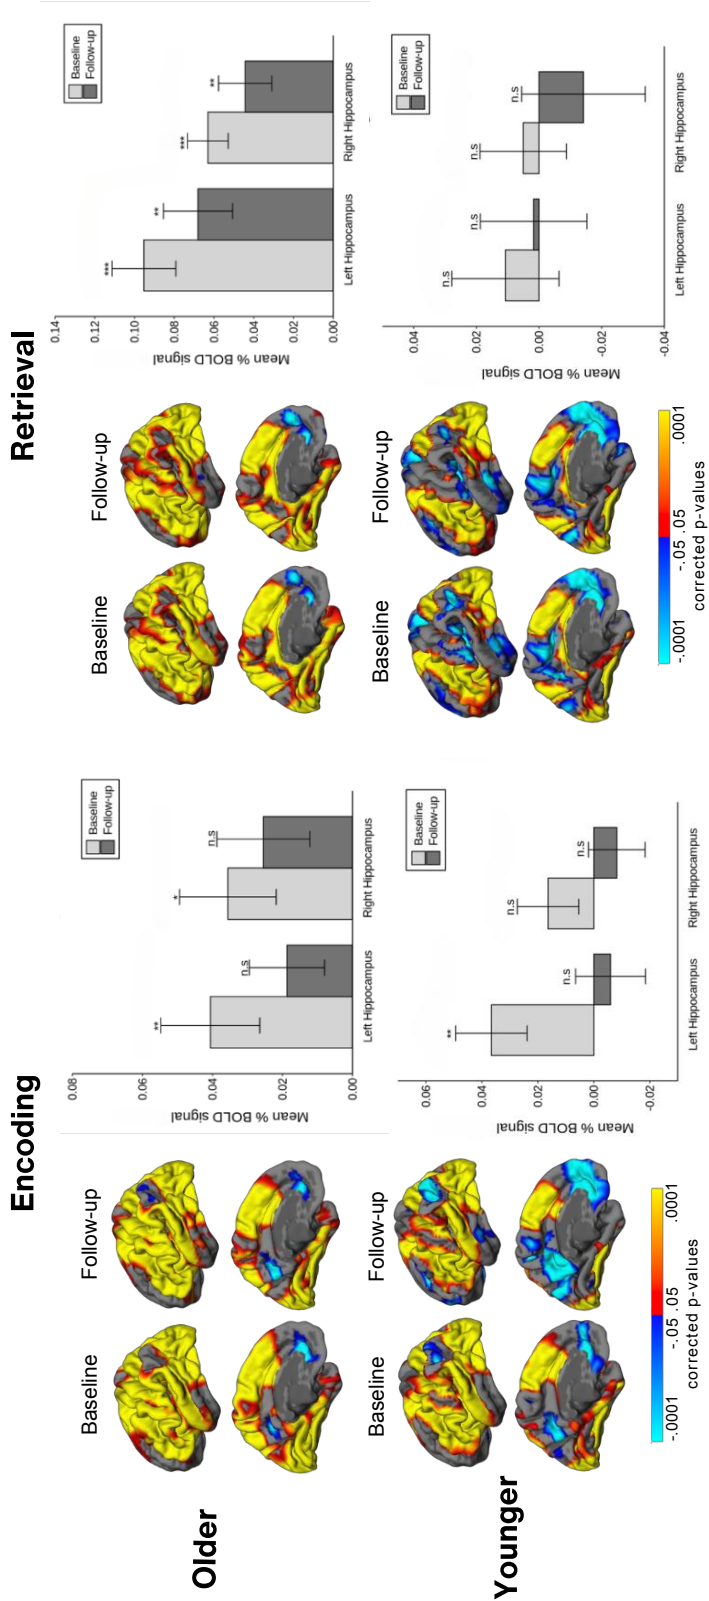 Encoding
Retrieval
Older
Baseline
Follow-up
Mean % BOLD signal
0.08
0.06
0.04
0.02
0.00
**
n.s
*
n.s
Left Hippocampus
Right Hippocampus
Baseline
Follow-up
Baseline
Follow-up
Mean % BOLD signal
0.14
0.12
0.10
0.08
0.06
0.04
0.02
0.00
***
**
***
**
Left Hippocampus
Right Hippocampus
Baseline
Follow-up
Younger
Baseline
Follow-up
Mean % BOLD signal
0.06
0.04
0.02
0.00
-0.02
**
n.s
n.s
n.s
Left Hippocampus
Right Hippocampus
Baseline
Follow-up
Baseline
Follow-up
Mean % BOLD signal
0.04
0.02
0.00
-0.02
-0.04
n.s
n.s
n.s
n.s
Left Hippocampus
Right Hippocampus
Baseline
Follow-up
-.0001 -.05 .05 .0001
corrected p-values
-.0001 -.05 .05 .0001
corrected p-values